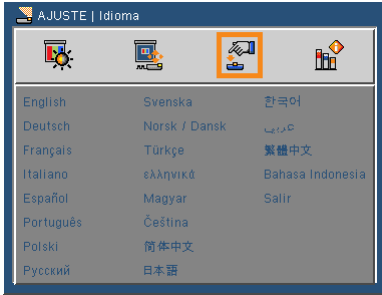 AJUSTE | Idioma
English Svenska 한국어
Deutsch Norsk / Dansk عربي
Français Türkçe 繁體中文
Italiano ελληνικά Bahasa Indonesia
Español Magyar Salir
Português Čeština
Polski 简体中文
Русский 日本語